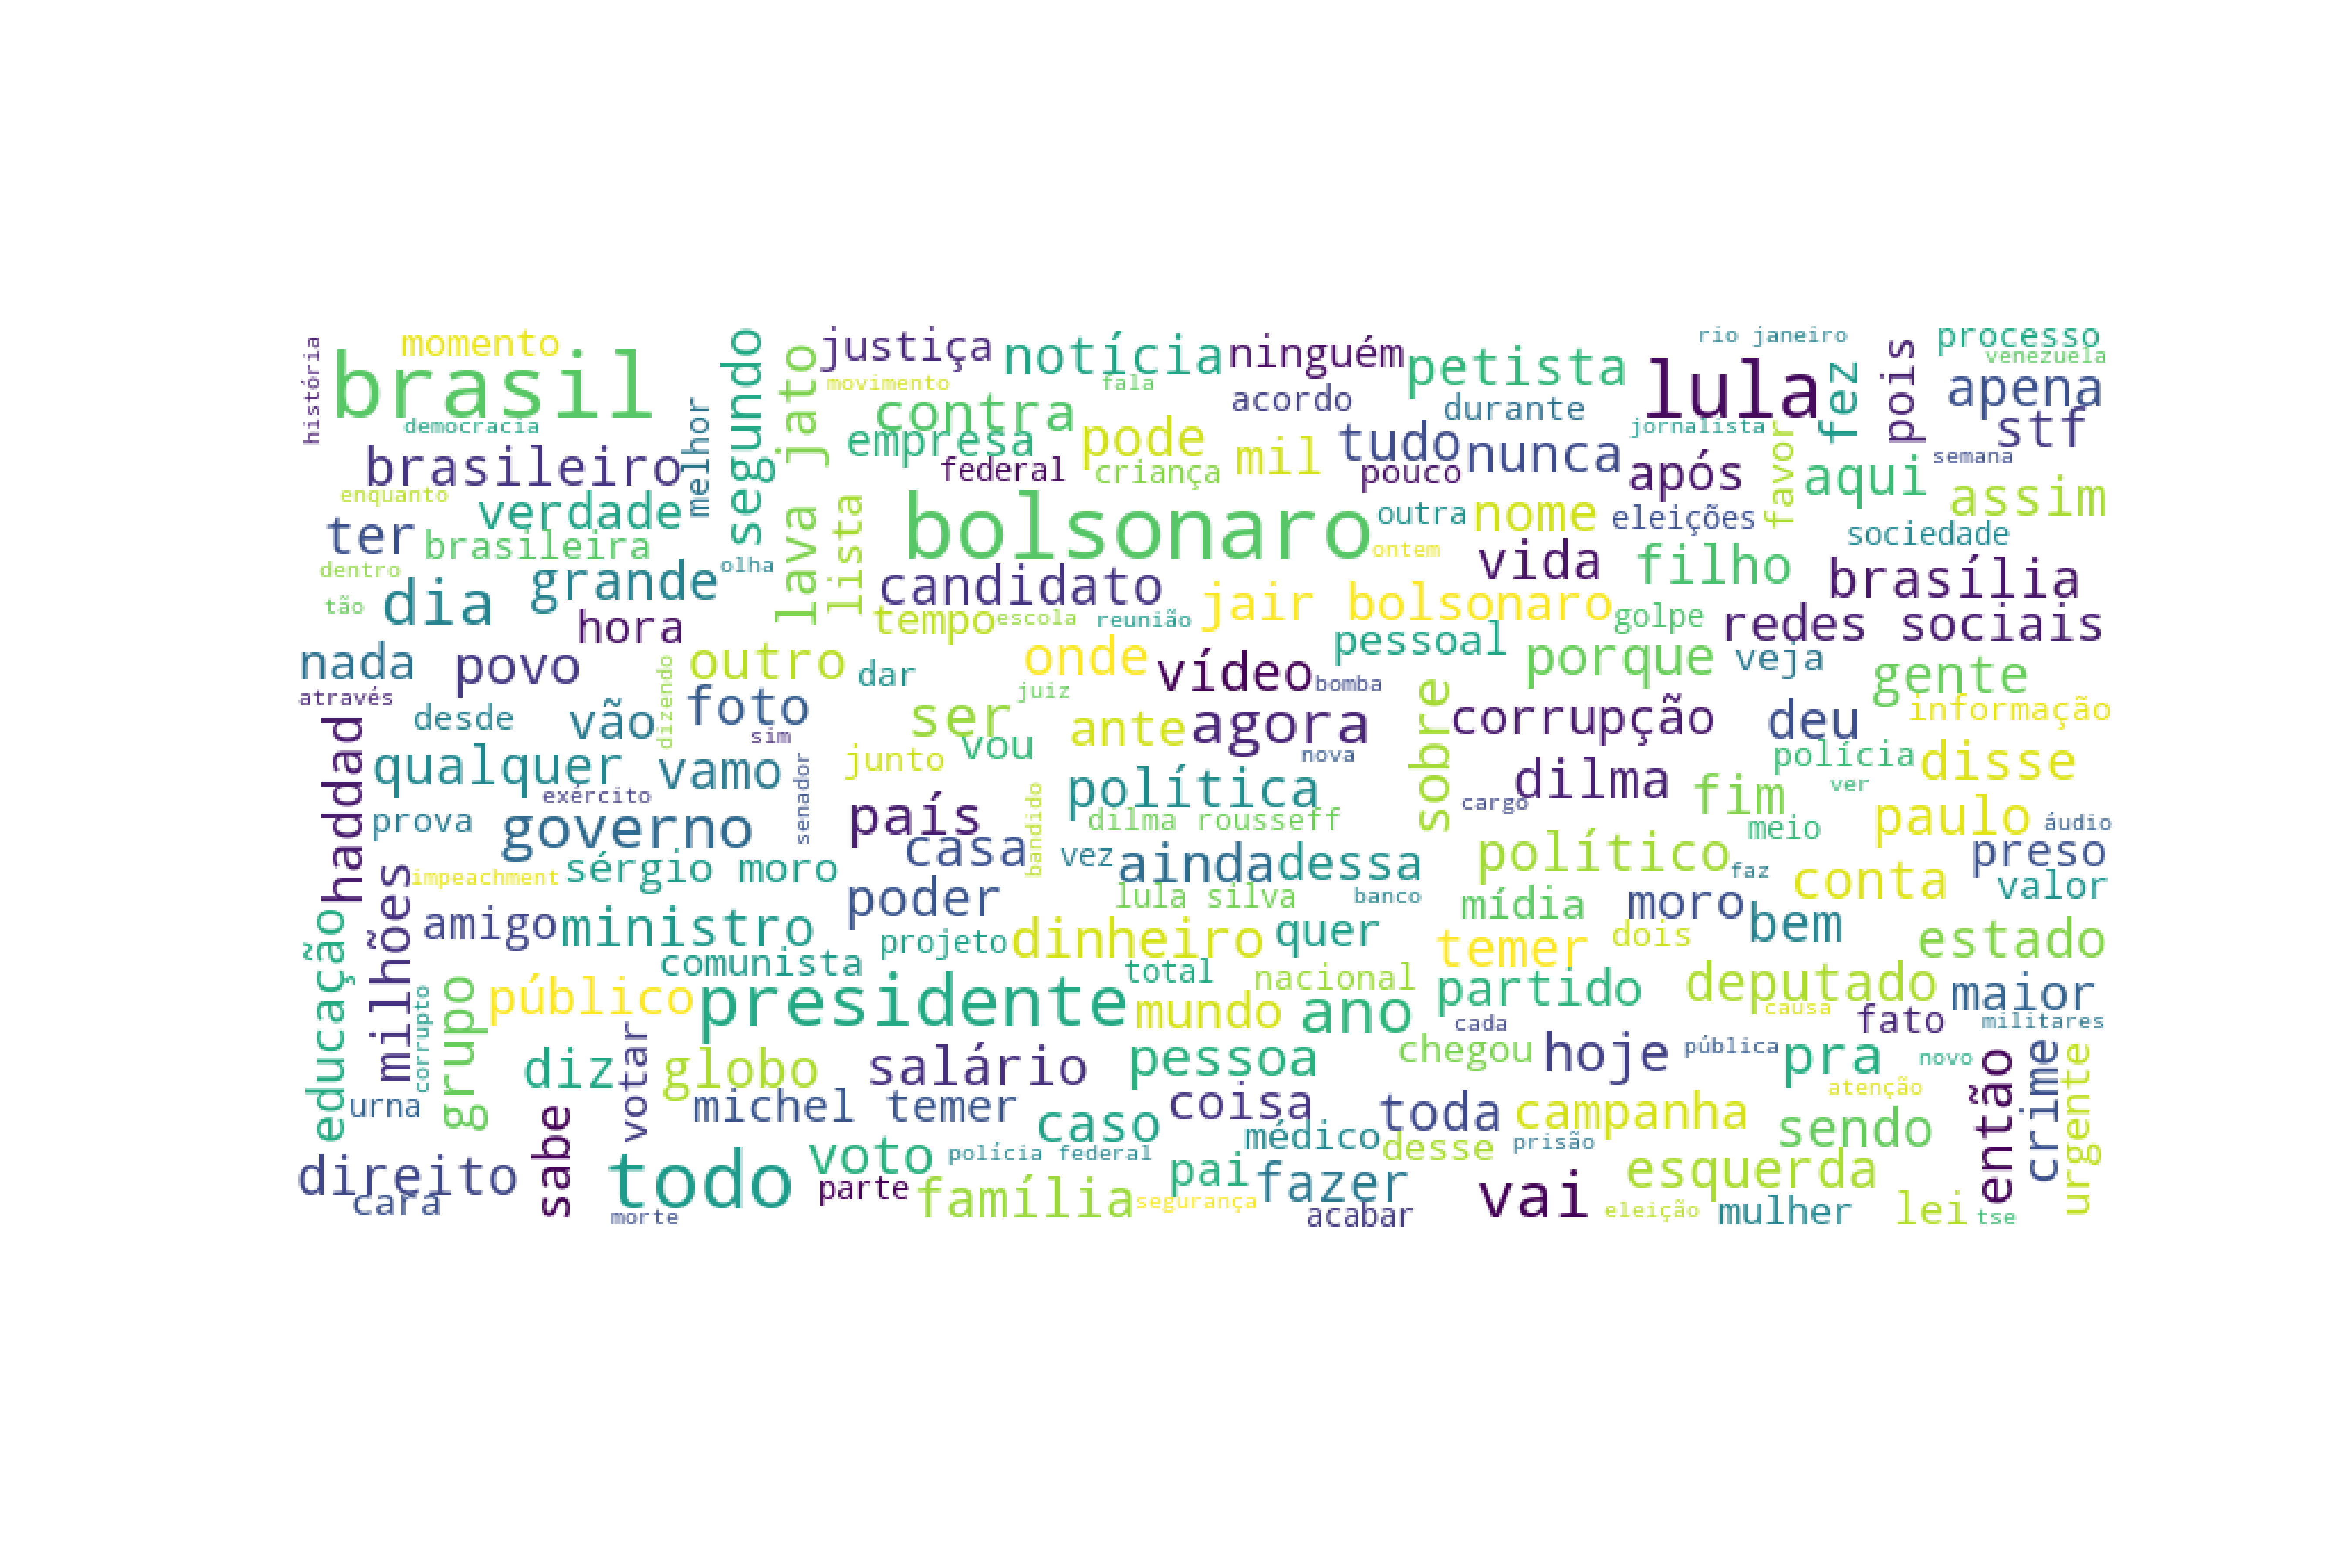 história
momento
brasil
democracia
melhor
segundo
lava jato
justiça
notícia
ninguém
petista
rio janeiro
lula
fez
pois
processo
venezuela
apena
stf
movimento
fala
acordo
durante
jornalista
favor
contra
empresa
pode
mil
tudo
nunca
federal
criança
pouco
após
aqui
semana
assim
brasileiro
enquanto
verdade
ter
brasileira
lista
bolsonaro
outra
nome
eleições
sociedade
ontem
dentro
olha
grande
tão
dia
hora
candidato
vida
filho
brasília
jair bolsonaro
golpe
redes sociais
tempo
escola
reunião
pessoal
porque
veja
gente
nada
povo
dizendo
outro
dar
onde
vídeo
bomba
juiz
através
desde
vão
foto
sim
ser
vou
ante
agora
nova
sobre
corrupção
deu
informação
haddad
qualquer
vamo
senador
junto
polícia
disse
exército
política
dilma
cargo
fim
ver
prova
governo
país
bandido
dilma rousseff
casa
vez
ainda
dessa
político
faz
meio
paulo
áudio
preso
impeachment
sérgio moro
lula silva
banco
mídia
moro
conta
valor
milhões
educação
amigo
ministro
poder
projeto
dinheiro
quer
temer
dois
bem
estado
comunista
total
nacional
partido
deputado
maior
corrupto
grupo
público
presidente
mundo
ano
cada
causa
fato
militares
diz
votar
globo
salário
pessoa
chegou
hoje
pública
pra
novo
então
crime
urgente
urna
michel temer
coisa
toda
campanha
atenção
sabe
caso
médico
desse
prisão
sendo
direito
cara
todo
morte
voto
parte
polícia federal
família
pai
segurança
fazer
acabar
vai
esquerda
eleição
mulher
lei
tse